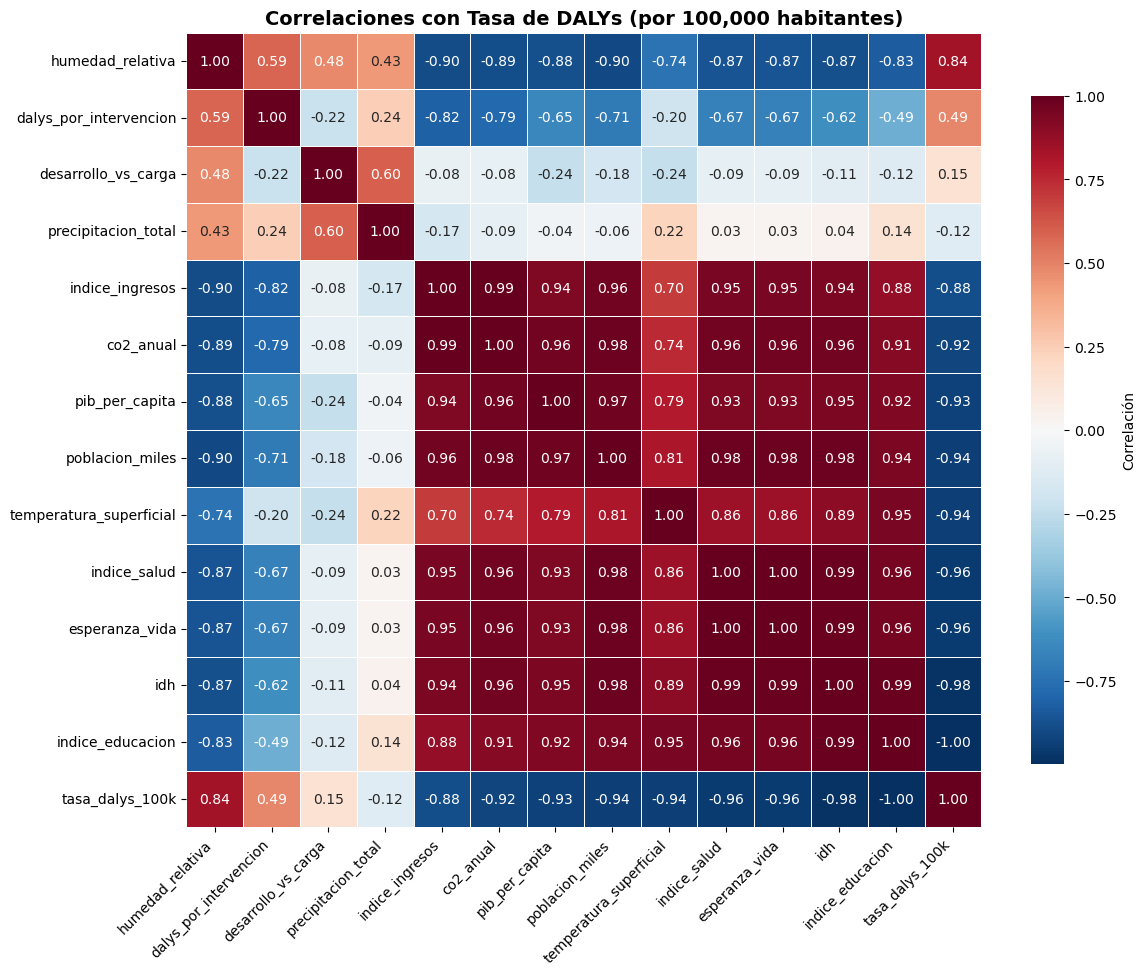 Correlaciones con Tasa de DALYs (por 100,000 habitantes)
humedad_relativa 1.00 0.59 0.48 0.43 -0.90 -0.89 -0.88 -0.90 -0.74 -0.87 -0.87 -0.87 -0.83 0.84
dalys_por_intervencion 0.59 1.00 -0.22 0.24 -0.82 -0.79 -0.65 -0.71 -0.20 -0.67 -0.67 -0.62 -0.49 0.49
desarrollo_vs_carga 0.48 -0.22 1.00 0.60 -0.08 -0.08 -0.24 -0.18 -0.24 -0.09 -0.09 -0.11 -0.12 0.15
precipitacion_total 0.43 0.24 0.60 1.00 -0.17 -0.09 -0.04 -0.06 0.22 0.03 0.03 0.04 0.14 -0.12
indice_ingresos -0.90 -0.82 -0.08 -0.17 1.00 0.99 0.94 0.96 0.70 0.95 0.95 0.94 0.88 -0.88
co2_anual -0.89 -0.79 -0.08 -0.09 0.99 1.00 0.96 0.98 0.74 0.96 0.96 0.96 0.91 -0.92
pib_per_capita -0.88 -0.65 -0.24 -0.04 0.94 0.96 1.00 0.97 0.79 0.93 0.93 0.95 0.92 -0.93
poblacion_miles -0.90 -0.71 -0.18 -0.06 0.96 0.98 0.97 1.00 0.81 0.98 0.98 0.98 0.94 -0.94
temperatura_superficial -0.74 -0.20 -0.24 0.22 0.70 0.74 0.79 0.81 1.00 0.86 0.86 0.89 0.95 -0.94
indice_salud -0.87 -0.67 -0.09 0.03 0.95 0.96 0.93 0.98 0.86 1.00 1.00 0.99 0.96 -0.96
esperanza_vida -0.87 -0.67 -0.09 0.03 0.95 0.96 0.93 0.98 0.86 1.00 1.00 0.99 0.96 -0.96
idh -0.87 -0.62 -0.11 0.04 0.94 0.96 0.95 0.98 0.89 0.99 0.99 1.00 0.99 -0.98
indice_educacion -0.83 -0.49 -0.12 0.14 0.88 0.91 0.92 0.94 0.95 0.96 0.96 0.99 1.00 -1.00
tasa_dalys_100k 0.84 0.49 0.15 -0.12 -0.88 -0.92 -0.93 -0.94 -0.94 -0.96 -0.96 -0.98 -1.00 1.00
humedad_relativa
dalys_por_intervencion
desarrollo_vs_carga
precipitacion_total
indice_ingresos
co2_anual
pib_per_capita
poblacion_miles
temperatura_superficial
indice_salud
esperanza_vida
idh
indice_educacion
tasa_dalys_100k
1.00
0.75
0.50
0.25
0.00
-0.25
-0.50
-0.75
Correlación